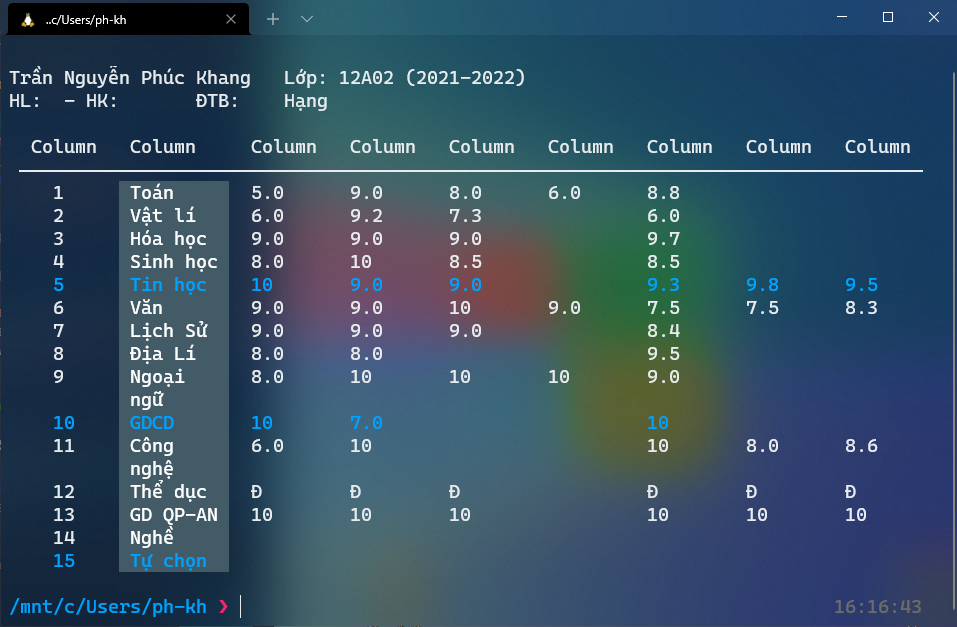 ..c/Users/ph-kh
Trần Nguyễn Phúc Khang Lớp: 12A02 (2021-2022)
HL: - HK: ĐTB: Hạng
Column Column Column Column Column Column Column Column Column
1 Toán 5.0 9.0 8.0 6.0 8.8
2 Vật lí 6.0 9.2 7.3 6.0
3 Hóa học 9.0 9.0 9.0 9.7
4 Sinh học 8.0 10 8.5 8.5
5 Tin học 10 9.0 9.0 9.3 9.8 9.5
6 Văn 9.0 9.0 10 9.0 7.5 7.5 8.3
7 Lịch Sử 9.0 9.0 9.0 8.4
8 Địa Lí 8.0 8.0 9.5
9 Ngoại 8.0 10 10 10 9.0
ngữ
10 GDCD 10 7.0 10
11 Công 6.0 10 10 8.0 8.6
nghệ
12 Thể dục Đ Đ Đ Đ Đ Đ
13 GD QP-AN 10 10 10 10 10 10
14 Nghề
15 Tự chọn
/mnt/c/Users/ph-kh ❯ 16:16:43